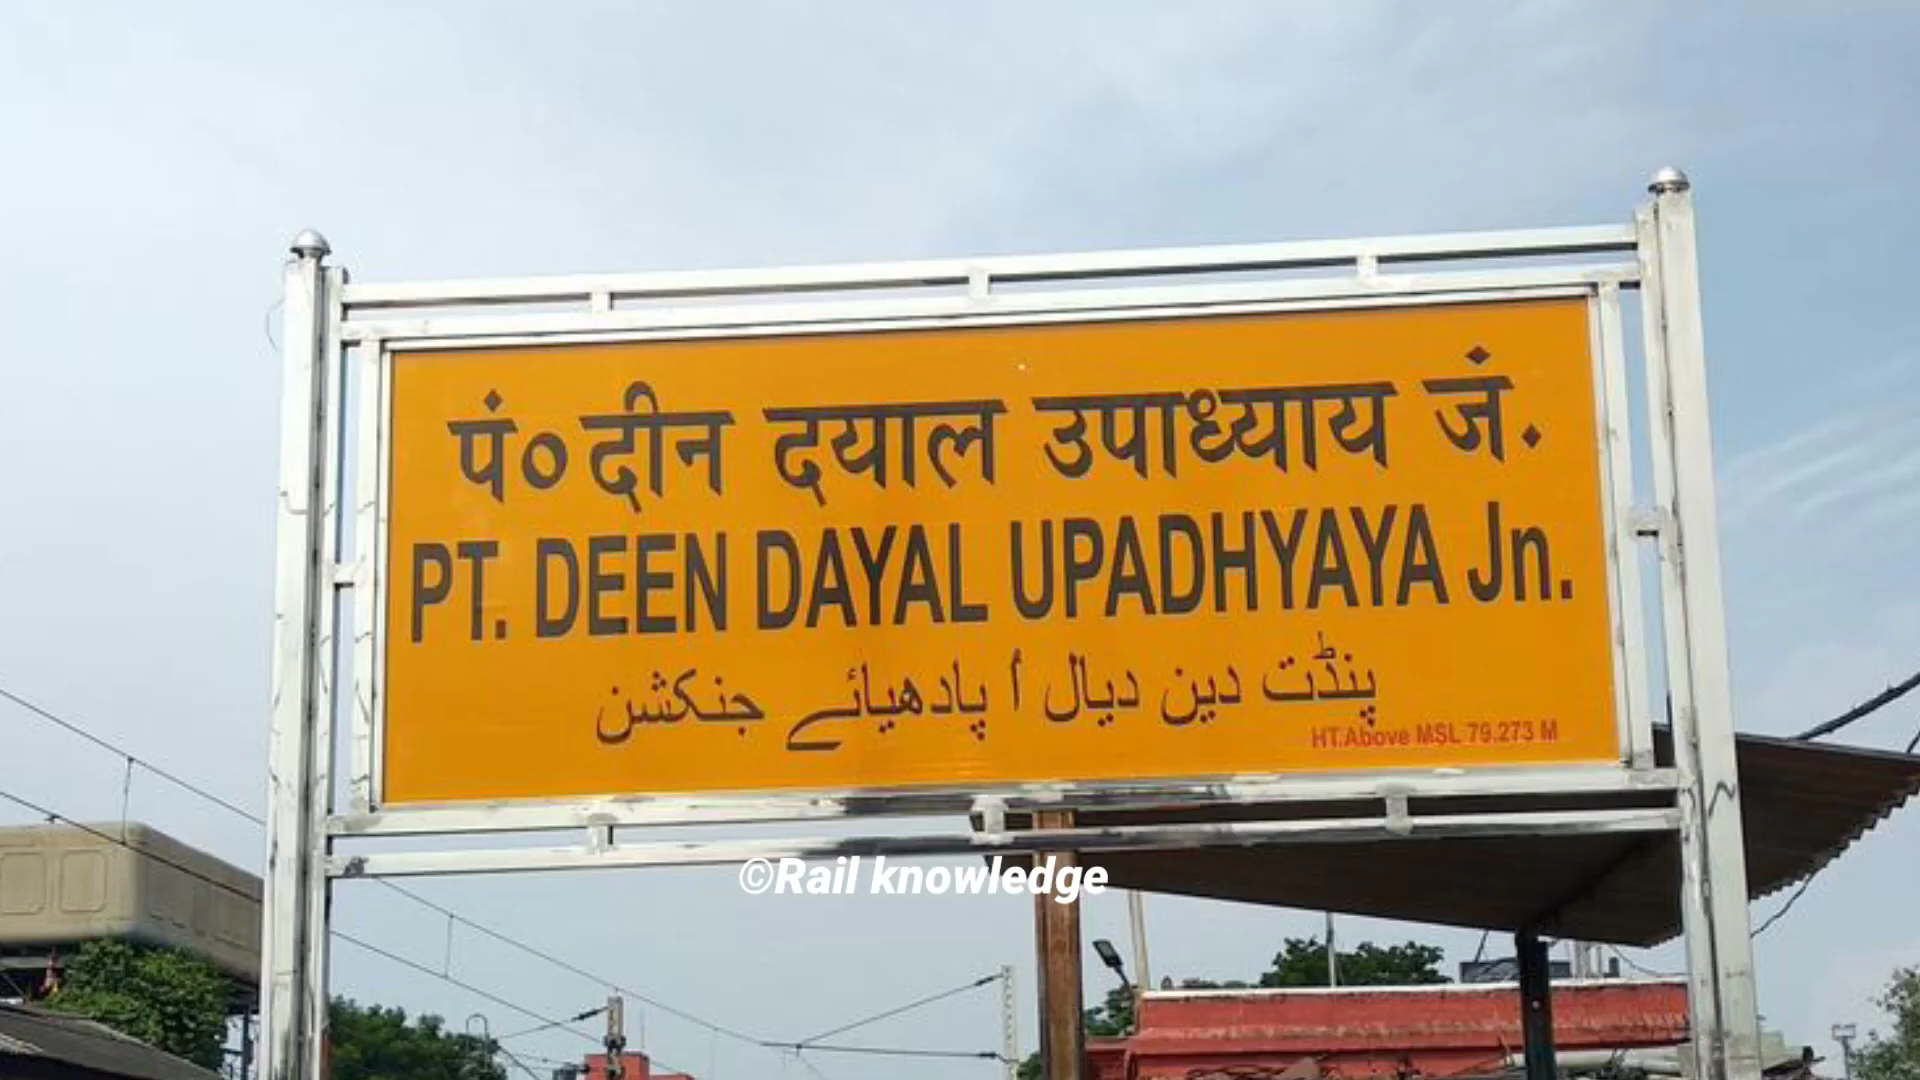 पं० दीन दयाल उपाध्याय जं.
PT. DEEN DAYAL UPADHYAYA Jn.
پنڈت دین دیال اُ پادھیائے جنکشن
HT.Above MSL 79.273 M
©Rail knowledge